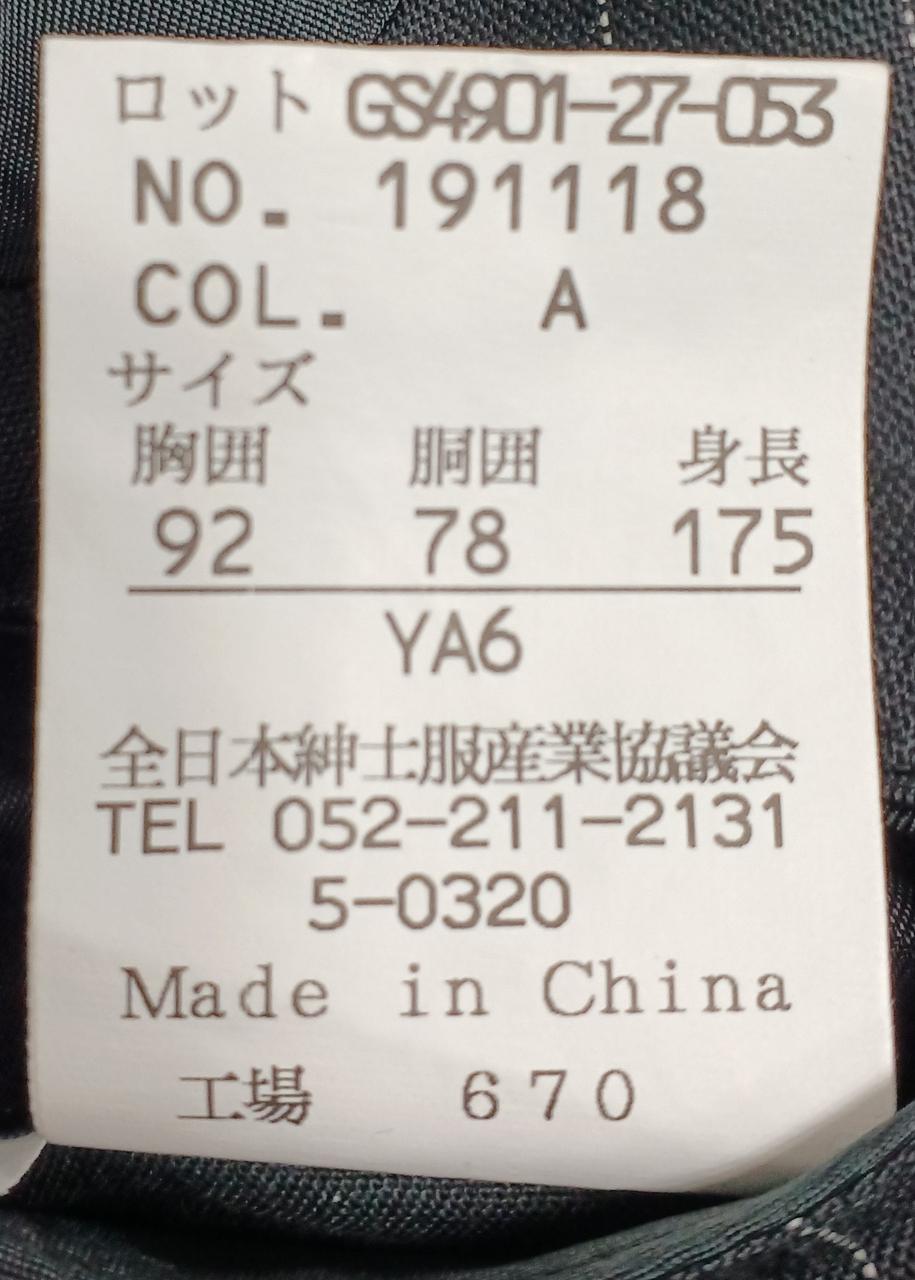 ロット GS4901-27-053
NO. 191118
COL. A
サイズ
胸囲 胴囲 身長
92 78 175
YA6
全日本紳士服産業協議会
TEL 052-211-2131
5-0320
Made in China
工場 670